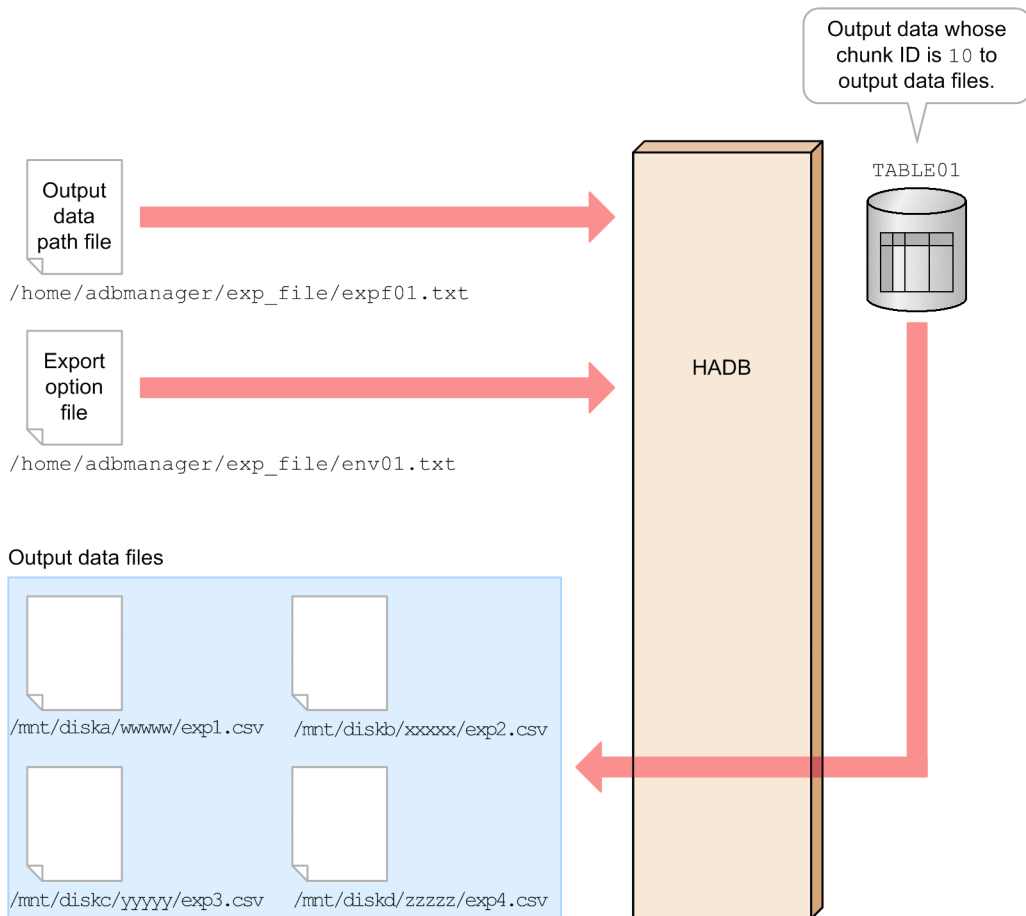 Output data whose
chunk ID is 10 to
output data files.
TABLE01
Output
data
path file
/home/adbmanager/exp_file/expf01.txt
Export
option
file
/home/adbmanager/exp_file/env01.txt
HADB
Output data files
/mnt/diska/wwwww/exp1.csv
/mnt/diskb/xxxxx/exp2.csv
/mnt/diskc/yyyyy/exp3.csv
/mnt/diskd/zzzzz/exp4.csv